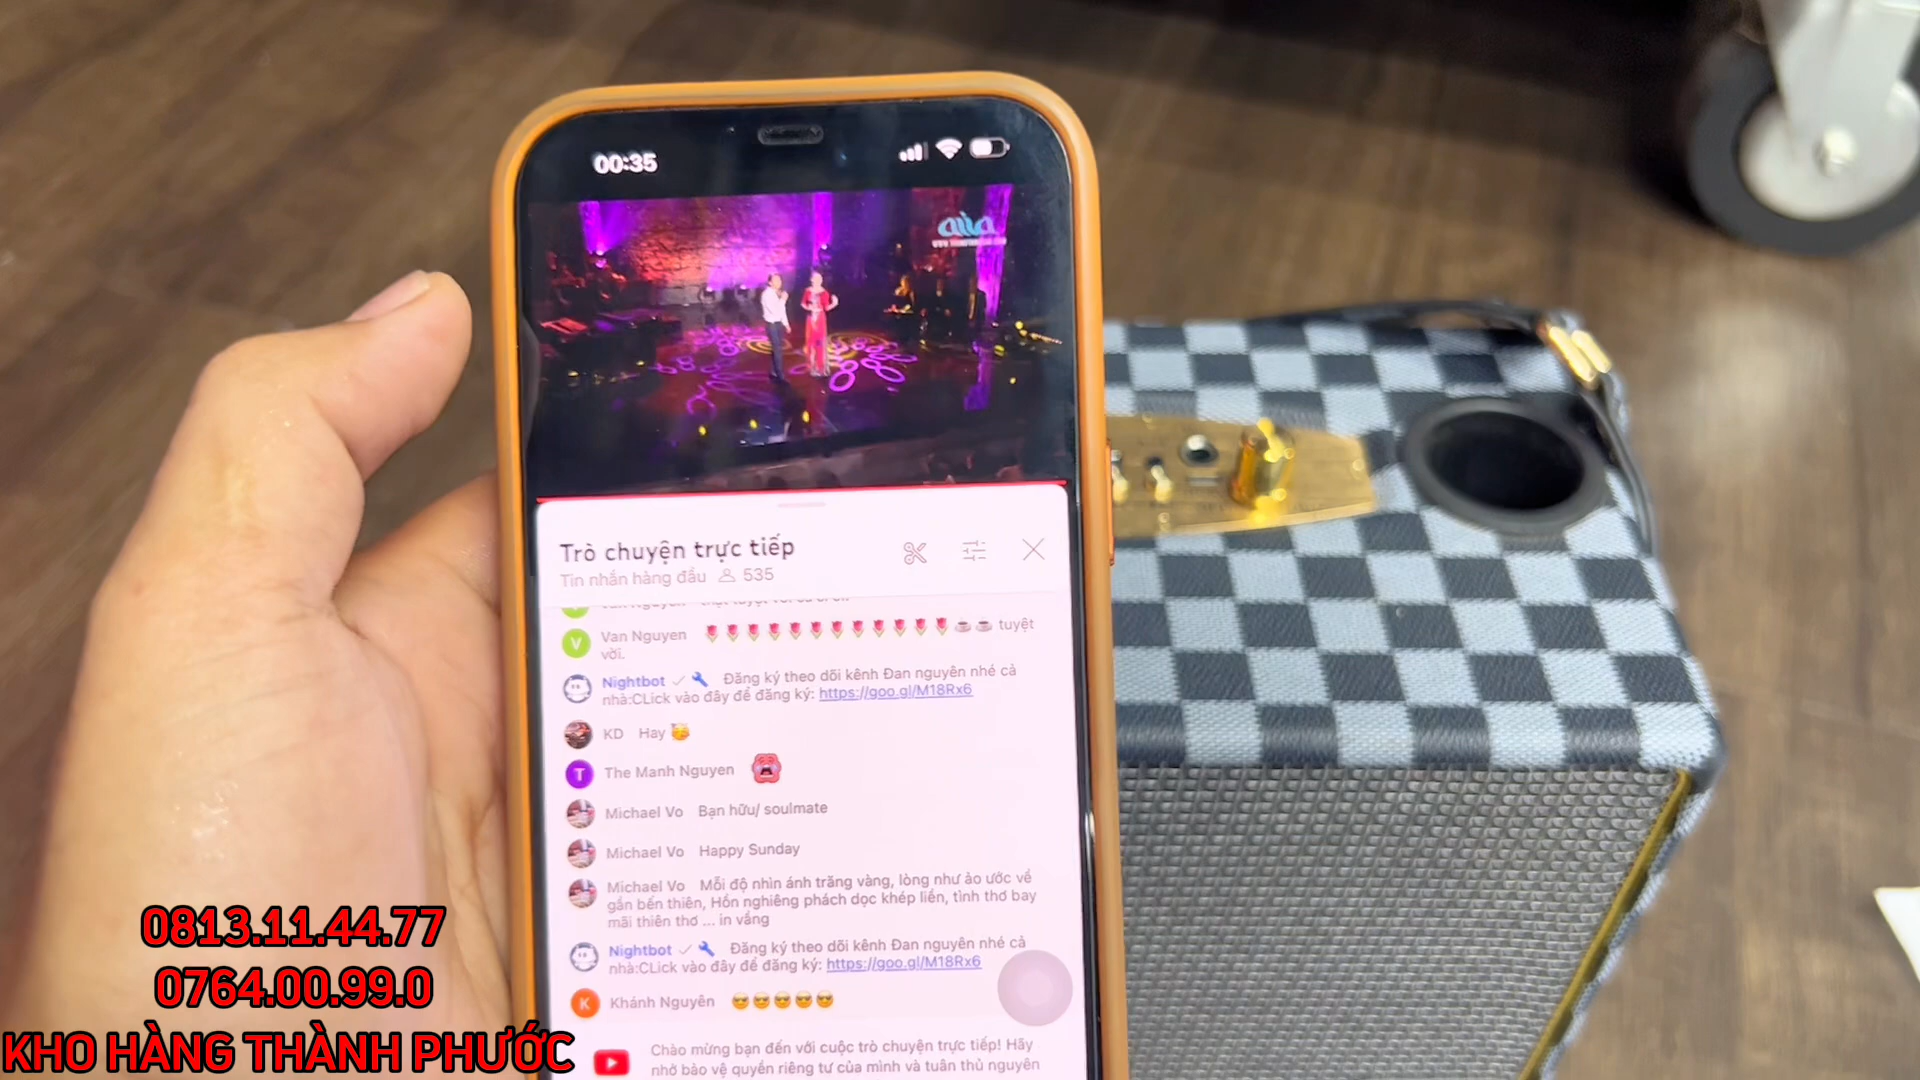 00:35
Trò chuyện trực tiếp
Tin nhắn hàng đầu 535
Van Nguyen 🌷🌷🌷🌷🌷🌷🌷🌷🌷🌷🌷🌷☕☕ tuyệt
vời.
Nightbot Đăng ký theo dõi kênh Đan nguyên nhé cả
nhà:CLick vào đây để đăng ký: https://goo.gl/M18Rx6
KD Hay 🥳
T The Manh Nguyen
Michael Vo Bạn hữu/ soulmate
Michael Vo Happy Sunday
Michael Vo Mỗi độ nhìn ánh trăng vàng, lòng như ảo ước về
gần bến thiên, Hồn nghiêng phách dọc khép liền, tình thơ bay
mãi thiên thơ ... in vầng
Nightbot Đăng ký theo dõi kênh Đan nguyên nhé cả
nhà:CLick vào đây để đăng ký: https://goo.gl/M18Rx6
K Khánh Nguyên 😎😎😎😎😎
Chào mừng bạn đến với cuộc trò chuyện trực tiếp! Hãy
nhớ bảo vệ quyền riêng tư của mình và tuân thủ nguyên
0813.11.44.77
0764.00.99.0
KHO HÀNG THÀNH PHƯỚC